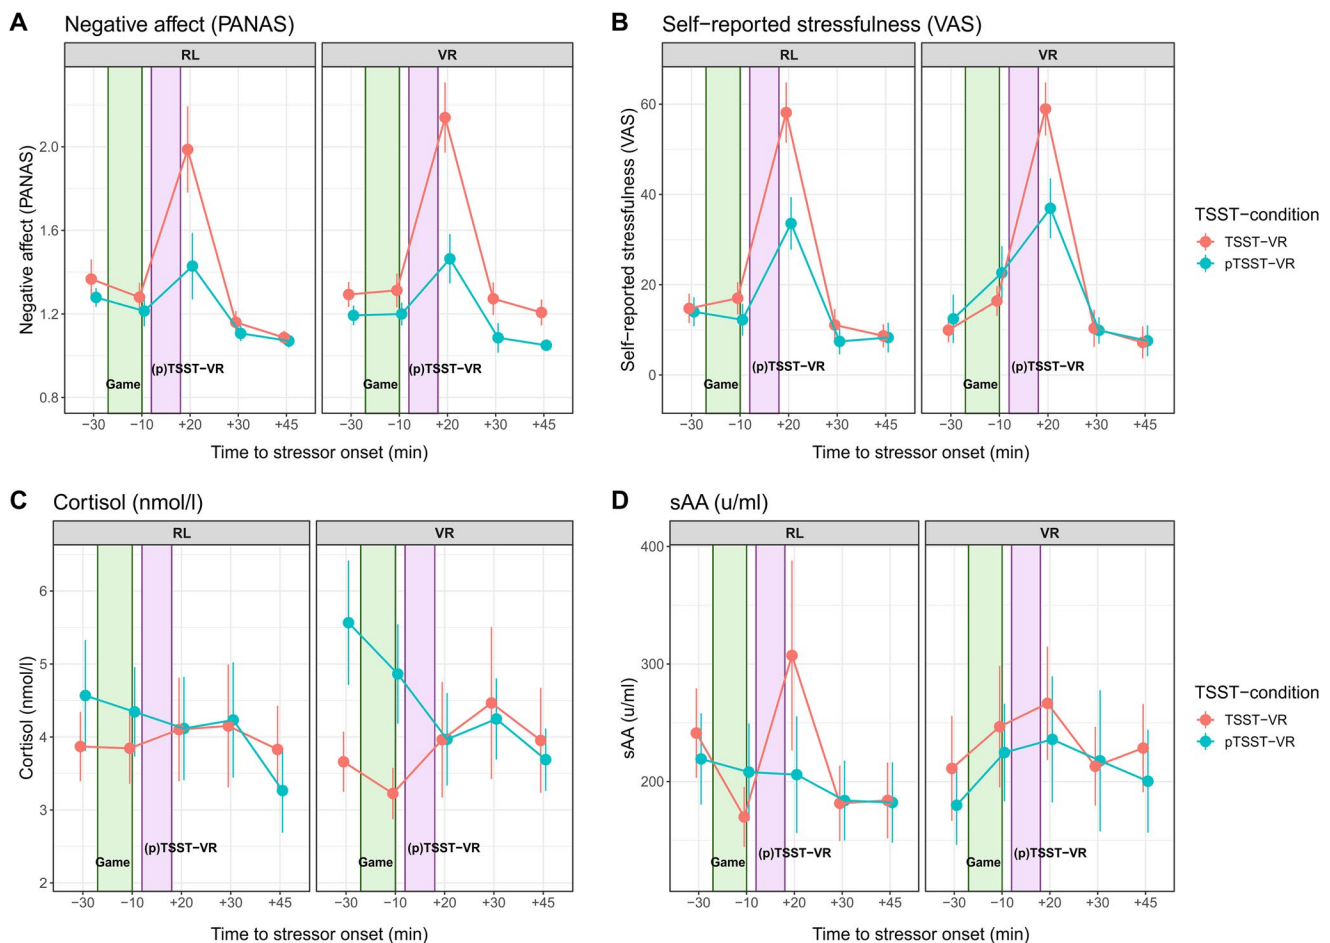 A Negative affect (PANAS)
RL VR
Negative affect (PANAS)
2.0
1.6
1.2
0.8
Game (p)TSST−VR Game (p)TSST−VR
−30 −10 +20 +30 +45 −30 −10 +20 +30 +45
Time to stressor onset (min)
B Self−reported stressfulness (VAS)
RL VR
Self−reported stressfulness (VAS)
60
40
20
0
Game (p)TSST−VR Game (p)TSST−VR
−30 −10 +20 +30 +45 −30 −10 +20 +30 +45
Time to stressor onset (min)
TSST−condition
TSST−VR
pTSST−VR
C Cortisol (nmol/l)
RL VR
Cortisol (nmol/l)
6
5
4
3
2
Game (p)TSST−VR Game (p)TSST−VR
−30 −10 +20 +30 +45 −30 −10 +20 +30 +45
Time to stressor onset (min)
D sAA (u/ml)
RL VR
sAA (u/ml)
400
300
200
Game (p)TSST−VR Game (p)TSST−VR
−30 −10 +20 +30 +45 −30 −10 +20 +30 +45
Time to stressor onset (min)
TSST−condition
TSST−VR
pTSST−VR